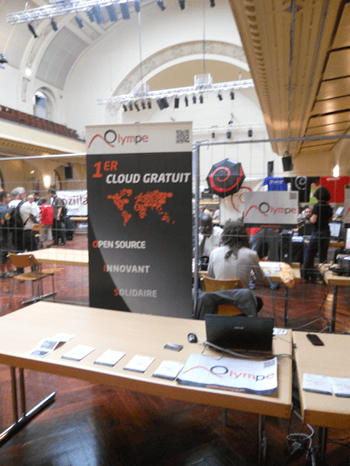 Olympe
1ER
CLOUD GRATUIT
OPEN SOURCE
INNOVANT
SOLIDAIRE
Olympe
Olympe